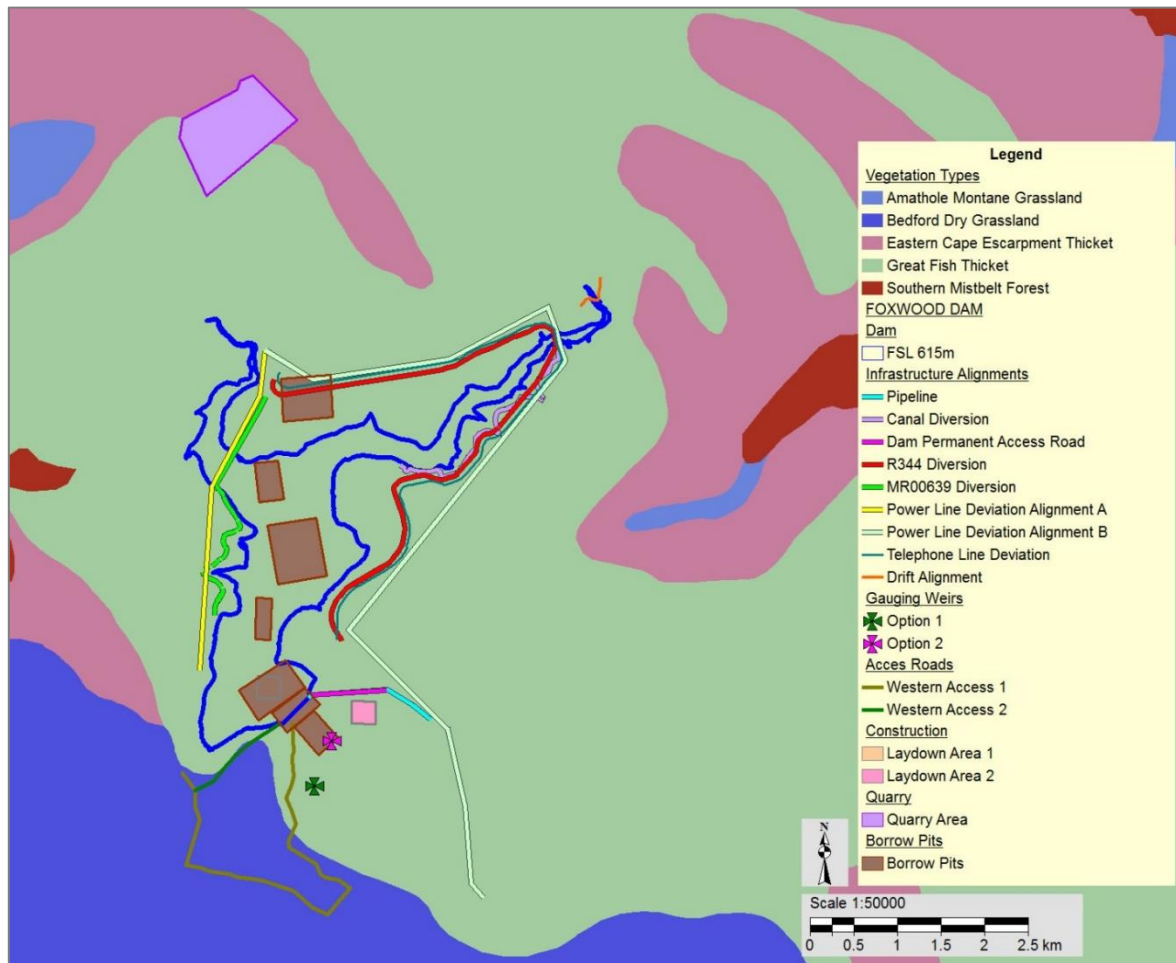 Legend
Vegetation Types
Amathole Montane Grassland
Bedford Dry Grassland
Eastern Cape Escarpment Thicket
Great Fish Thicket
Southern Mistbelt Forest
FOXWOOD DAM
Dam
FSL 615m
Infrastructure Alignments
Pipeline
Canal Diversion
Dam Permanent Access Road
R344 Diversion
MR00639 Diversion
Power Line Deviation Alignment A
Power Line Deviation Alignment B
Telephone Line Deviation
Drift Alignment
Gauging Weirs
Option 1
Option 2
Acces Roads
Western Access 1
Western Access 2
Construction
Laydown Area 1
Laydown Area 2
Quarry
Quarry Area
Borrow Pits
Borrow Pits
N
Scale 1:50000
0 0.5 1 1.5 2 2.5 km